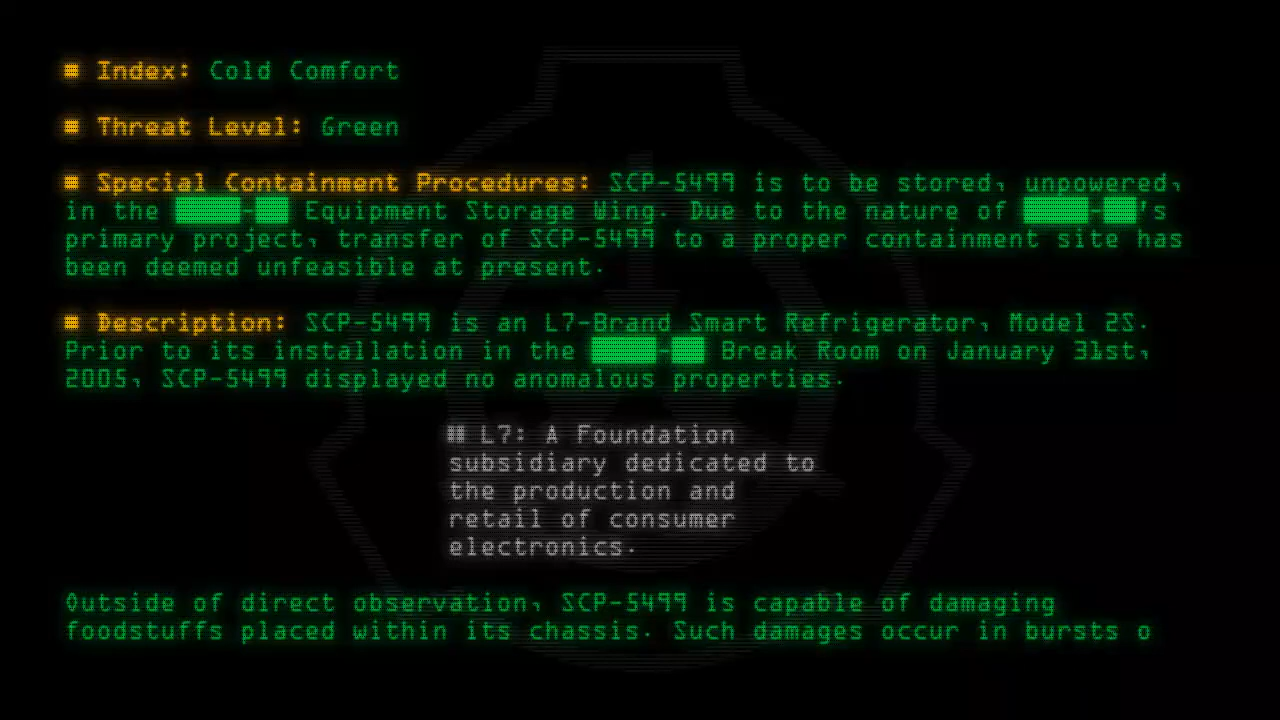 ■ Index: Cold Comfort
■ Threat Level: Green
■ Special Containment Procedures: SCP-5499 is to be stored, unpowered,
in the ████-██ Equipment Storage Wing. Due to the nature of ████-██'s
primary project, transfer of SCP-5499 to a proper containment site has
been deemed unfeasible at present.
■ Description: SCP-5499 is an L7-Brand Smart Refrigerator, Model 2S.
Prior to its installation in the ████-██ Break Room on January 31st,
2005, SCP-5499 displayed no anomalous properties.
L7: A Foundation
subsidiary dedicated to
the production and
retail of consumer
electronics.
Outside of direct observation, SCP-5499 is capable of damaging
foodstuffs placed within its chassis. Such damages occur in bursts o